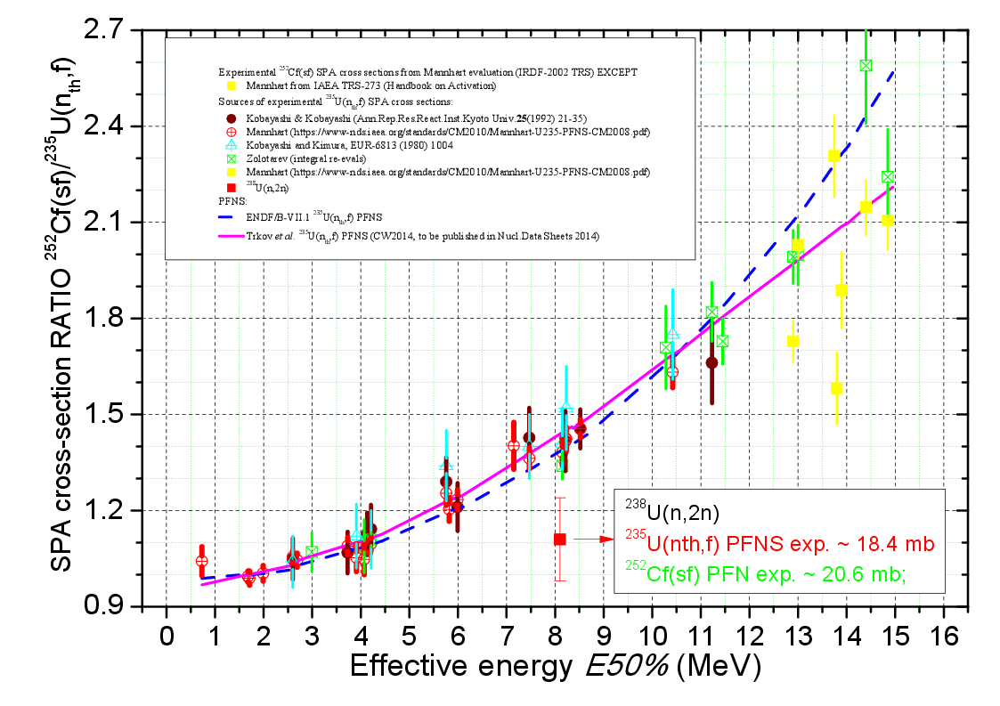 2.7
2.4
2.1
1.8
1.5
1.2
0.9
SPA cross-section RATIO ²⁵²Cf(sf)/²³⁵U(nth,f)
Experimental ²⁵²Cf(sf) SPA cross sections from Mannhart evaluation (IRDF-2002 TRS) EXCEPT
Mannhart from IAEA TRS-273 (Handbook on Activation)
Sources of experimental ²³⁵U(nth,f) SPA cross sections:
Kobayashi & Kobayashi (Ann.Rep.Res.React.Inst.Kyoto Univ.25(1992) 21-35)
Mannhart (https://www-nds.iaea.org/standards/CM2010/Mannhart-U235-PFNS-CM2008.pdf)
Kobayashi and Kimura, EUR-6813 (1980) 1004
Zolotarev (integral re-evals)
Mannhart (https://www-nds.iaea.org/standards/CM2010/Mannhart-U235-PFNS-CM2008.pdf)
²³⁸U(n,2n)
PFNS:
ENDF/B-VII.1 ²³⁵U(nth,f) PFNS
Trkov et al. ²³⁵U(nth,f) PFNS (CW2014, to be published in Nucl.Data Sheets 2014)
²³⁸U(n,2n)
²³⁵U(nth,f) PFNS exp. ~ 18.4 mb
²⁵²Cf(sf) PFN exp. ~ 20.6 mb;
0 1 2 3 4 5 6 7 8 9 10 11 12 13 14 15 16
Effective energy E50% (MeV)